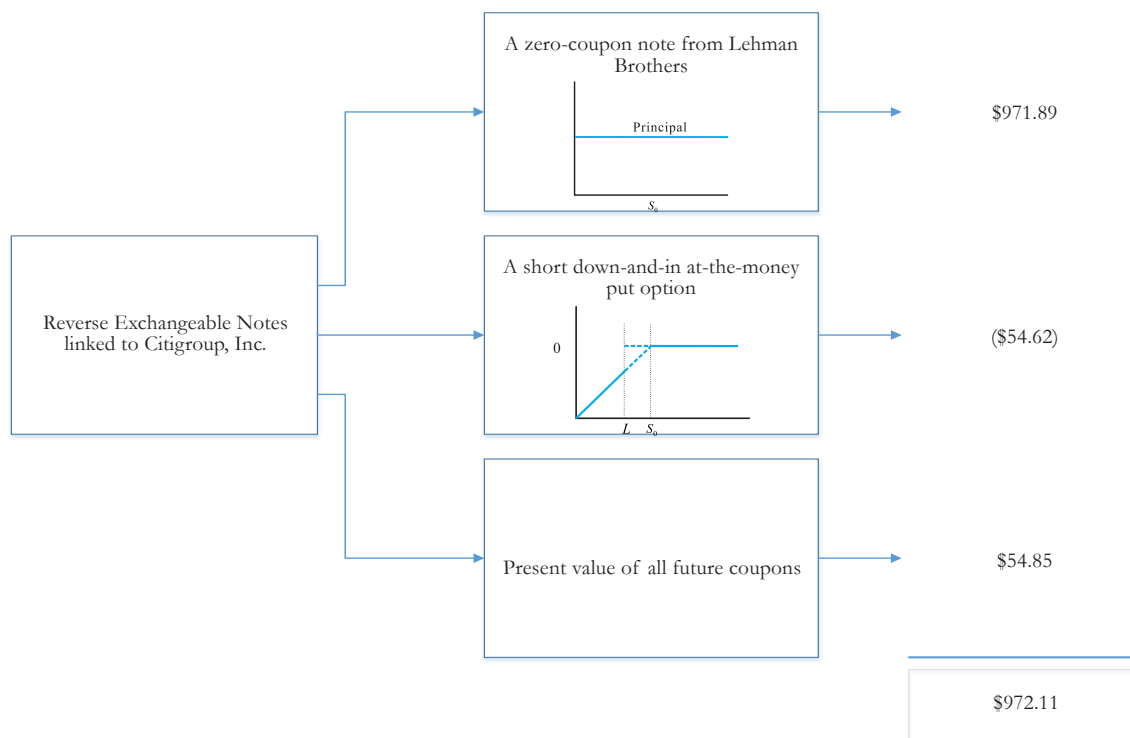 A zero-coupon note from Lehman
Brothers
Principal
S₀
$971.89
Reverse Exchangeable Notes
linked to Citigroup, Inc.
A short down-and-in at-the-money
put option
0
L S₀
($54.62)
Present value of all future coupons
$54.85
$972.11